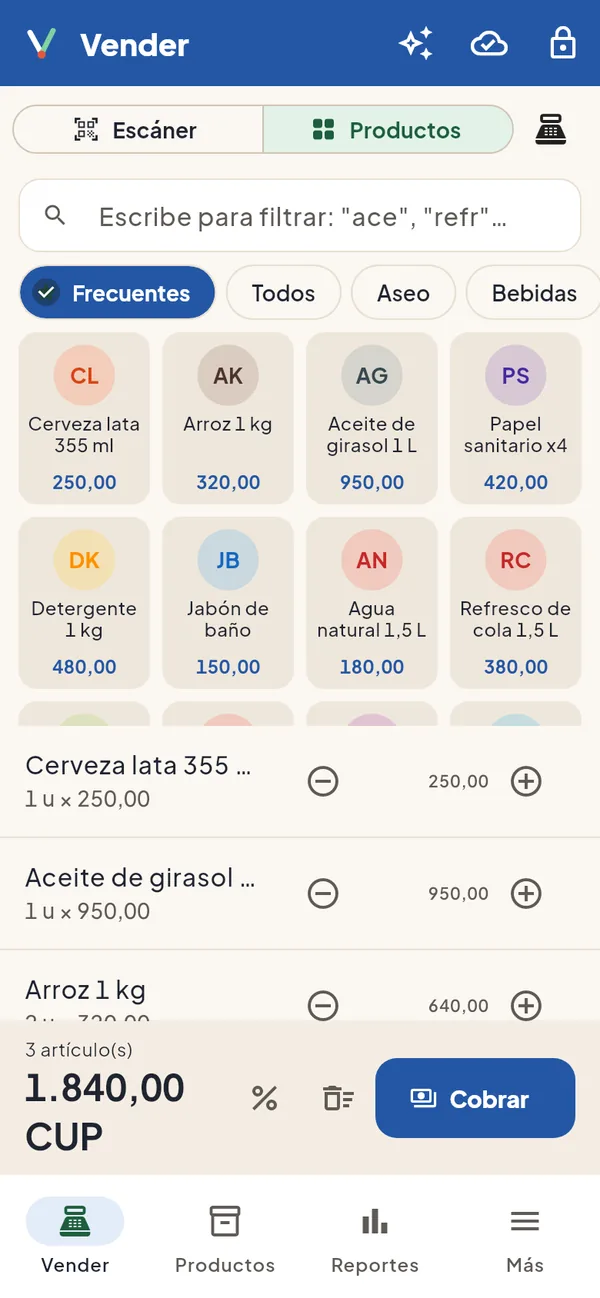 Vender
Escáner
Productos
Escribe para filtrar: "ace", "refr"...
Frecuentes
Todos
Aseo
Bebidas
CL
Cerveza lata
355 ml
250,00
AK
Arroz 1 kg
320,00
AG
Aceite de
girasol 1 L
950,00
PS
Papel
sanitario x4
420,00
DK
Detergente
1 kg
480,00
JB
Jabón de
baño
150,00
AN
Agua
natural 1,5 L
180,00
RC
Refresco de
cola 1,5 L
380,00
Cerveza lata 355 ...
1 u × 250,00
250,00
Aceite de girasol ...
1 u × 950,00
950,00
Arroz 1 kg
2 u × 320,00
640,00
3 artículo(s)
1.840,00
CUP
Cobrar
Vender
Productos
Reportes
Más